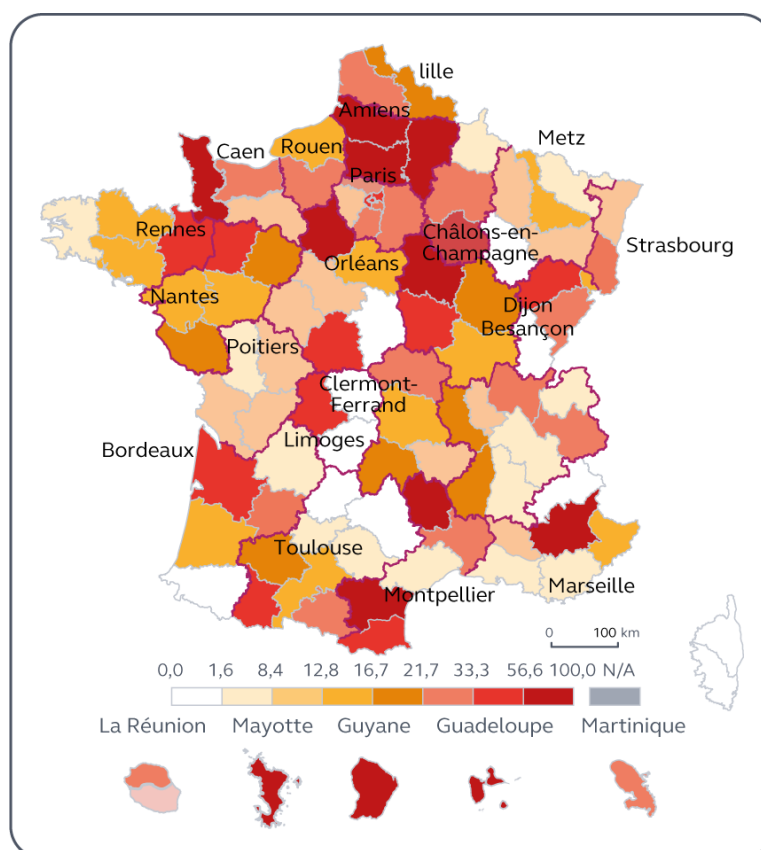 lille
Amiens
Metz
Caen
Rouen
Paris
Rennes
Châlons-en-
Champagne
Strasbourg
Orléans
Nantes
Dijon
Besançon
Poitiers
Clermont-
Ferrand
Limoges
Bordeaux
Toulouse
Montpellier
Marseille
0 100 km
0,0 1,6 8,4 12,8 16,7 21,7 33,3 56,6 100,0 N/A
La Réunion Mayotte Guyane Guadeloupe Martinique